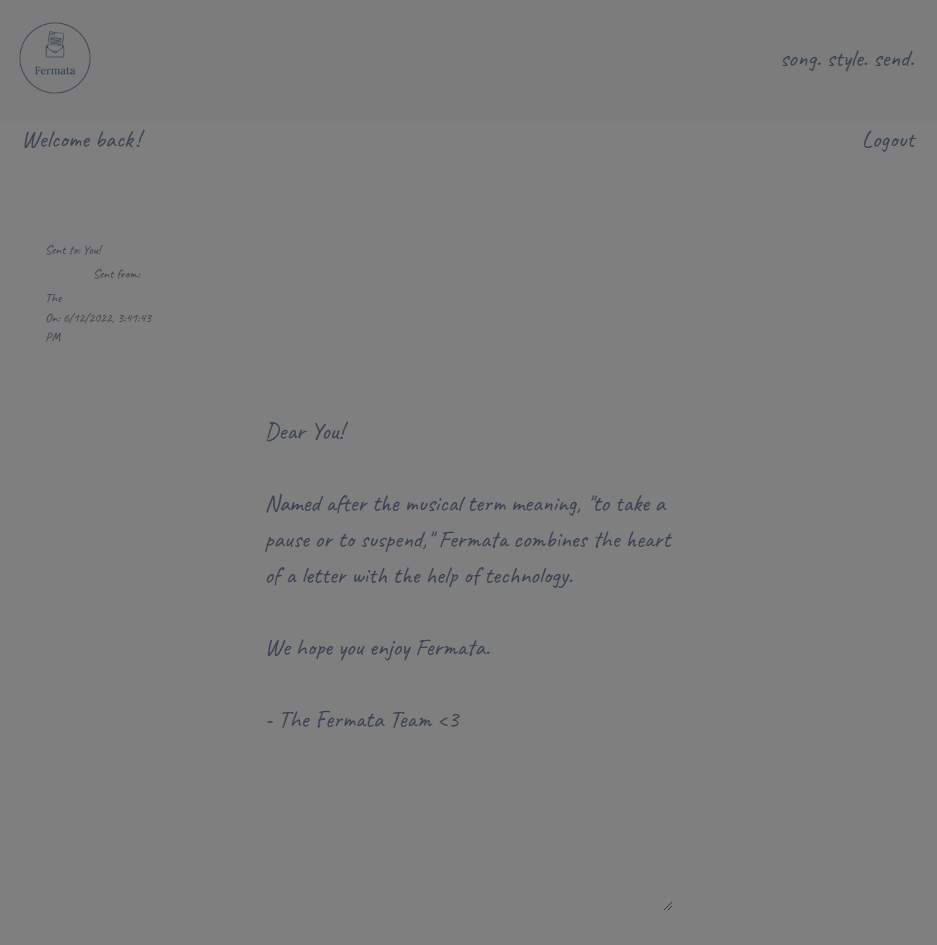 Fermata
song. style. send.
Welcome back!
Logout
Sent to: You!
Sent from:
The
On: 6/12/2022, 3:41:43
PM
Dear You!
Named after the musical term meaning, "to take a
pause or to suspend," Fermata combines the heart
of a letter with the help of technology.
We hope you enjoy Fermata.
- The Fermata Team <3